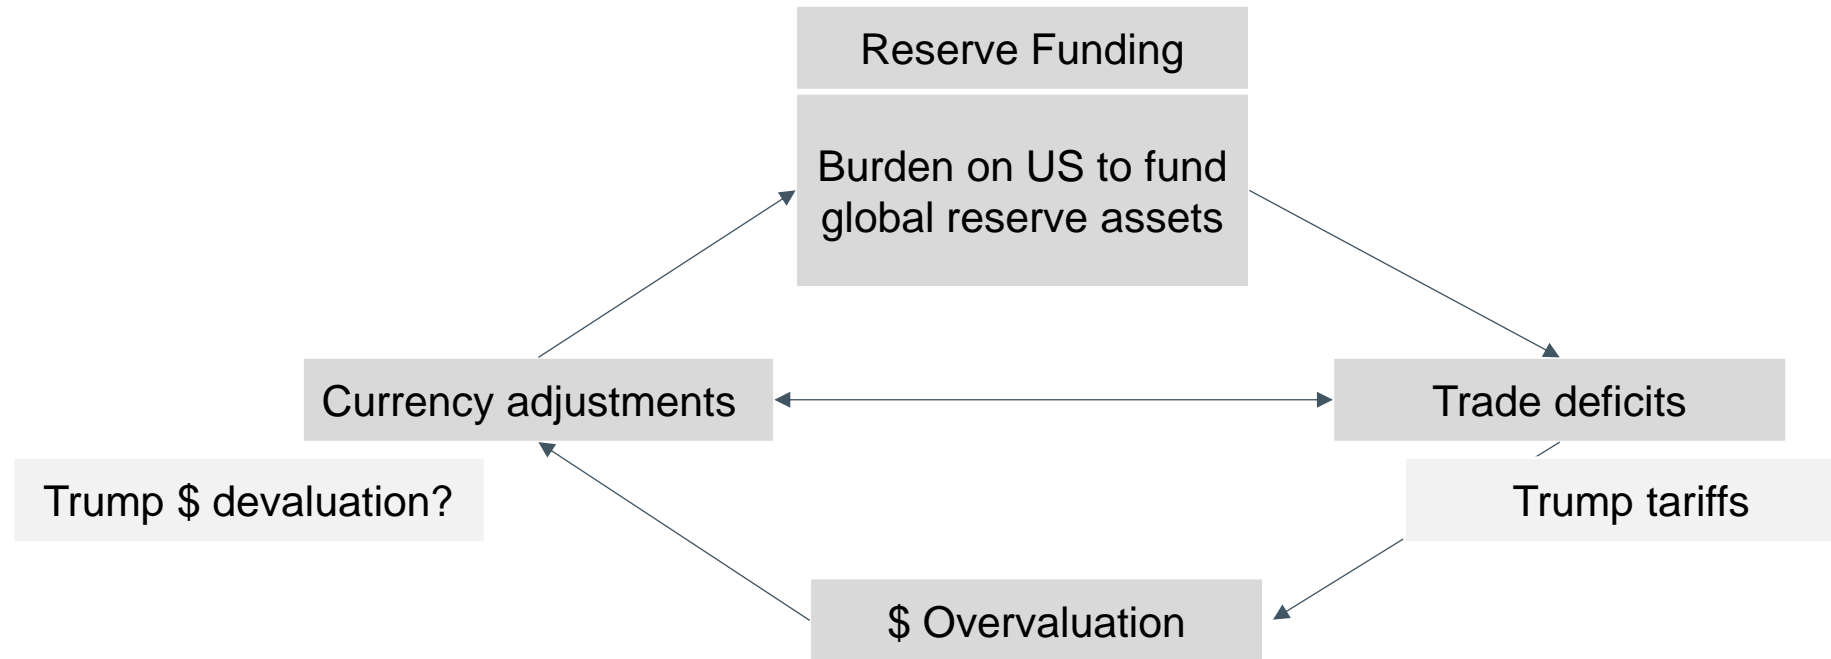 Reserve Funding
Burden on US to fund
global reserve assets
Currency adjustments
Trade deficits
Trump $ devaluation?
Trump tariffs
$ Overvaluation